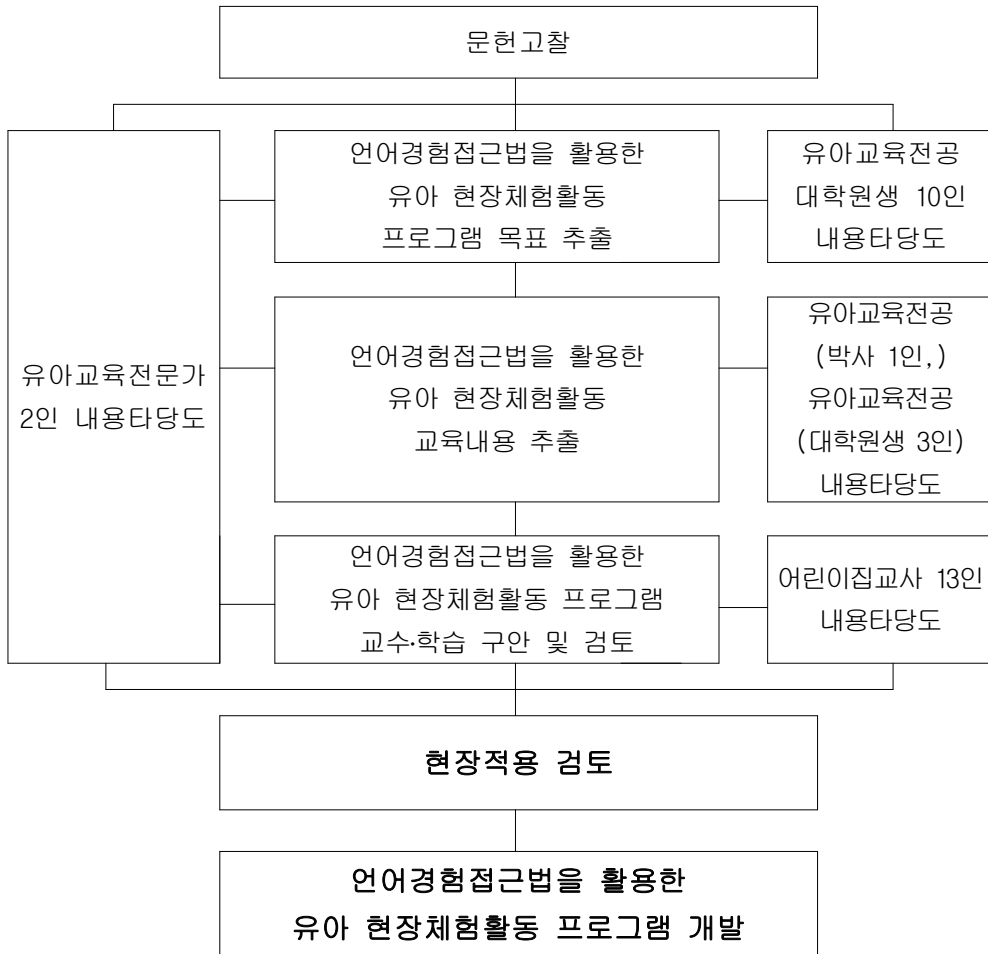 문헌고찰
유아교육전문가
2인 내용타당도
언어경험접근법을 활용한
유아 현장체험활동
프로그램 목표 추출
유아교육전공
대학원생 10인
내용타당도
언어경험접근법을 활용한
유아 현장체험활동
교육내용 추출
유아교육전공
(박사 1인,)
유아교육전공
(대학원생 3인)
내용타당도
언어경험접근법을 활용한
유아 현장체험활동 프로그램
교수·학습 구안 및 검토
어린이집교사 13인
내용타당도
현장적용 검토
언어경험접근법을 활용한
유아 현장체험활동 프로그램 개발